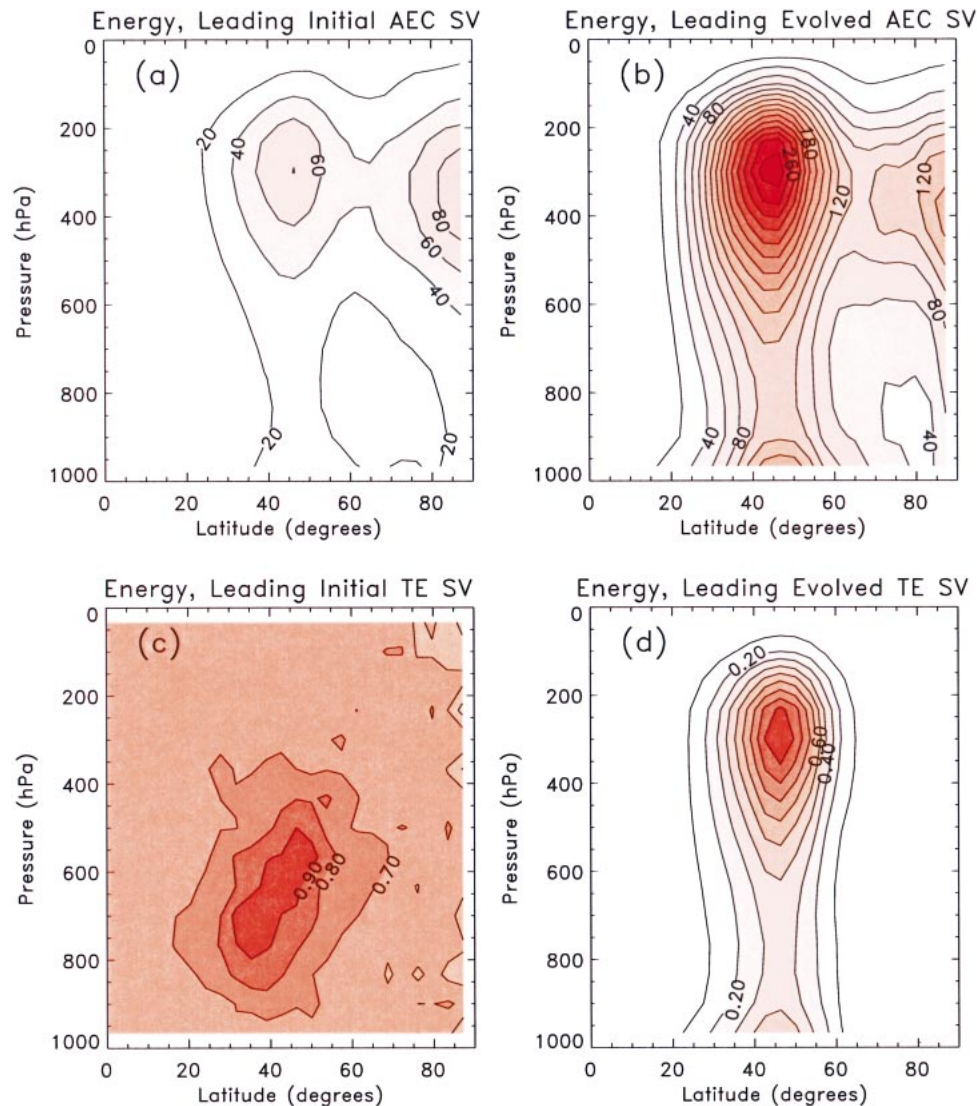 Energy, Leading Initial AEC SV
(a)
0
200
400
600
800
1000
Pressure (hPa)
20
40
60
80
60
40
20
20
0 20 40 60 80
Latitude (degrees)
Energy, Leading Evolved AEC SV
(b)
0
200
400
600
800
1000
Pressure (hPa)
40
80
180
260
120
120
80
40
80
40
0 20 40 60 80
Latitude (degrees)
Energy, Leading Initial TE SV
(c)
0
200
400
600
800
1000
Pressure (hPa)
0.90
0.80
0.70
0 20 40 60 80
Latitude (degrees)
Energy, Leading Evolved TE SV
(d)
0
200
400
600
800
1000
Pressure (hPa)
0.20
0.60
0.40
0.20
0 20 40 60 80
Latitude (degrees)